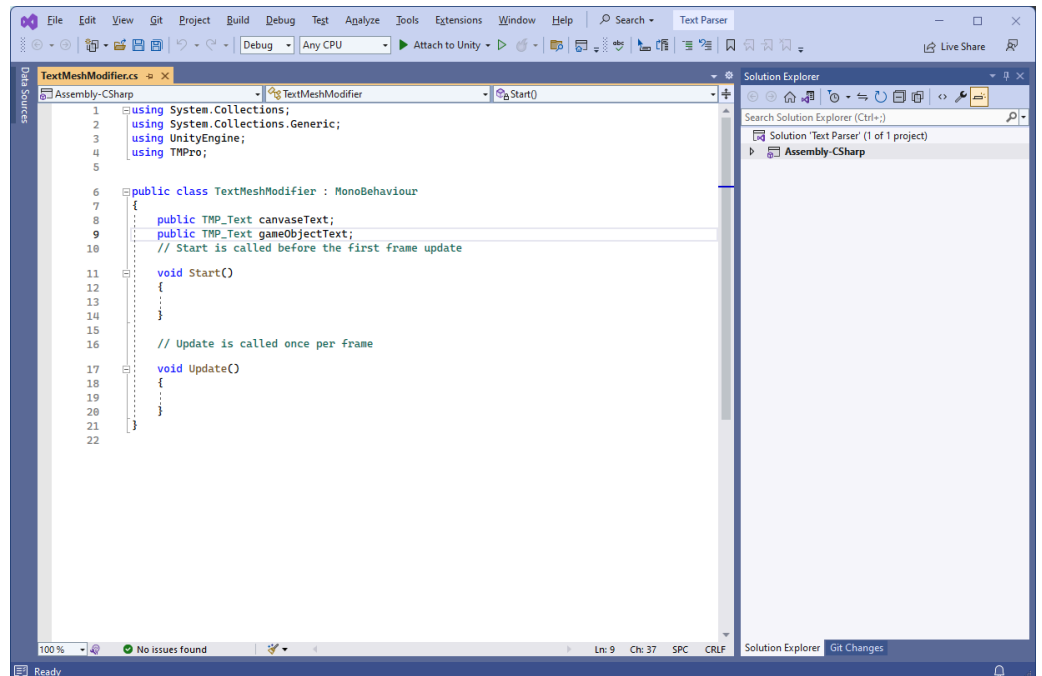 File Edit View Git Project Build Debug Test Analyze Tools Extensions Window Help Search Text Parser
Debug Any CPU Attach to Unity Live Share
Data Sources
TextMeshModifier.cs
Solution Explorer
Assembly-CSharp TextMeshModifier Start()
Search Solution Explorer (Ctrl+;)
Solution 'Text Parser' (1 of 1 project)
Assembly-CSharp
1 using System.Collections;
2 using System.Collections.Generic;
3 using UnityEngine;
4 using TMPro;
5
6 public class TextMeshModifier : MonoBehaviour
7 {
8 public TMP_Text canvaseText;
9 public TMP_Text gameObjectText;
10 // Start is called before the first frame update
11 void Start()
12 {
13
14 }
15
16 // Update is called once per frame
17 void Update()
18 {
19
20 }
21 }
22
100 % No issues found Ln: 9 Ch: 37 SPC CRLF
Solution Explorer Git Changes
Ready